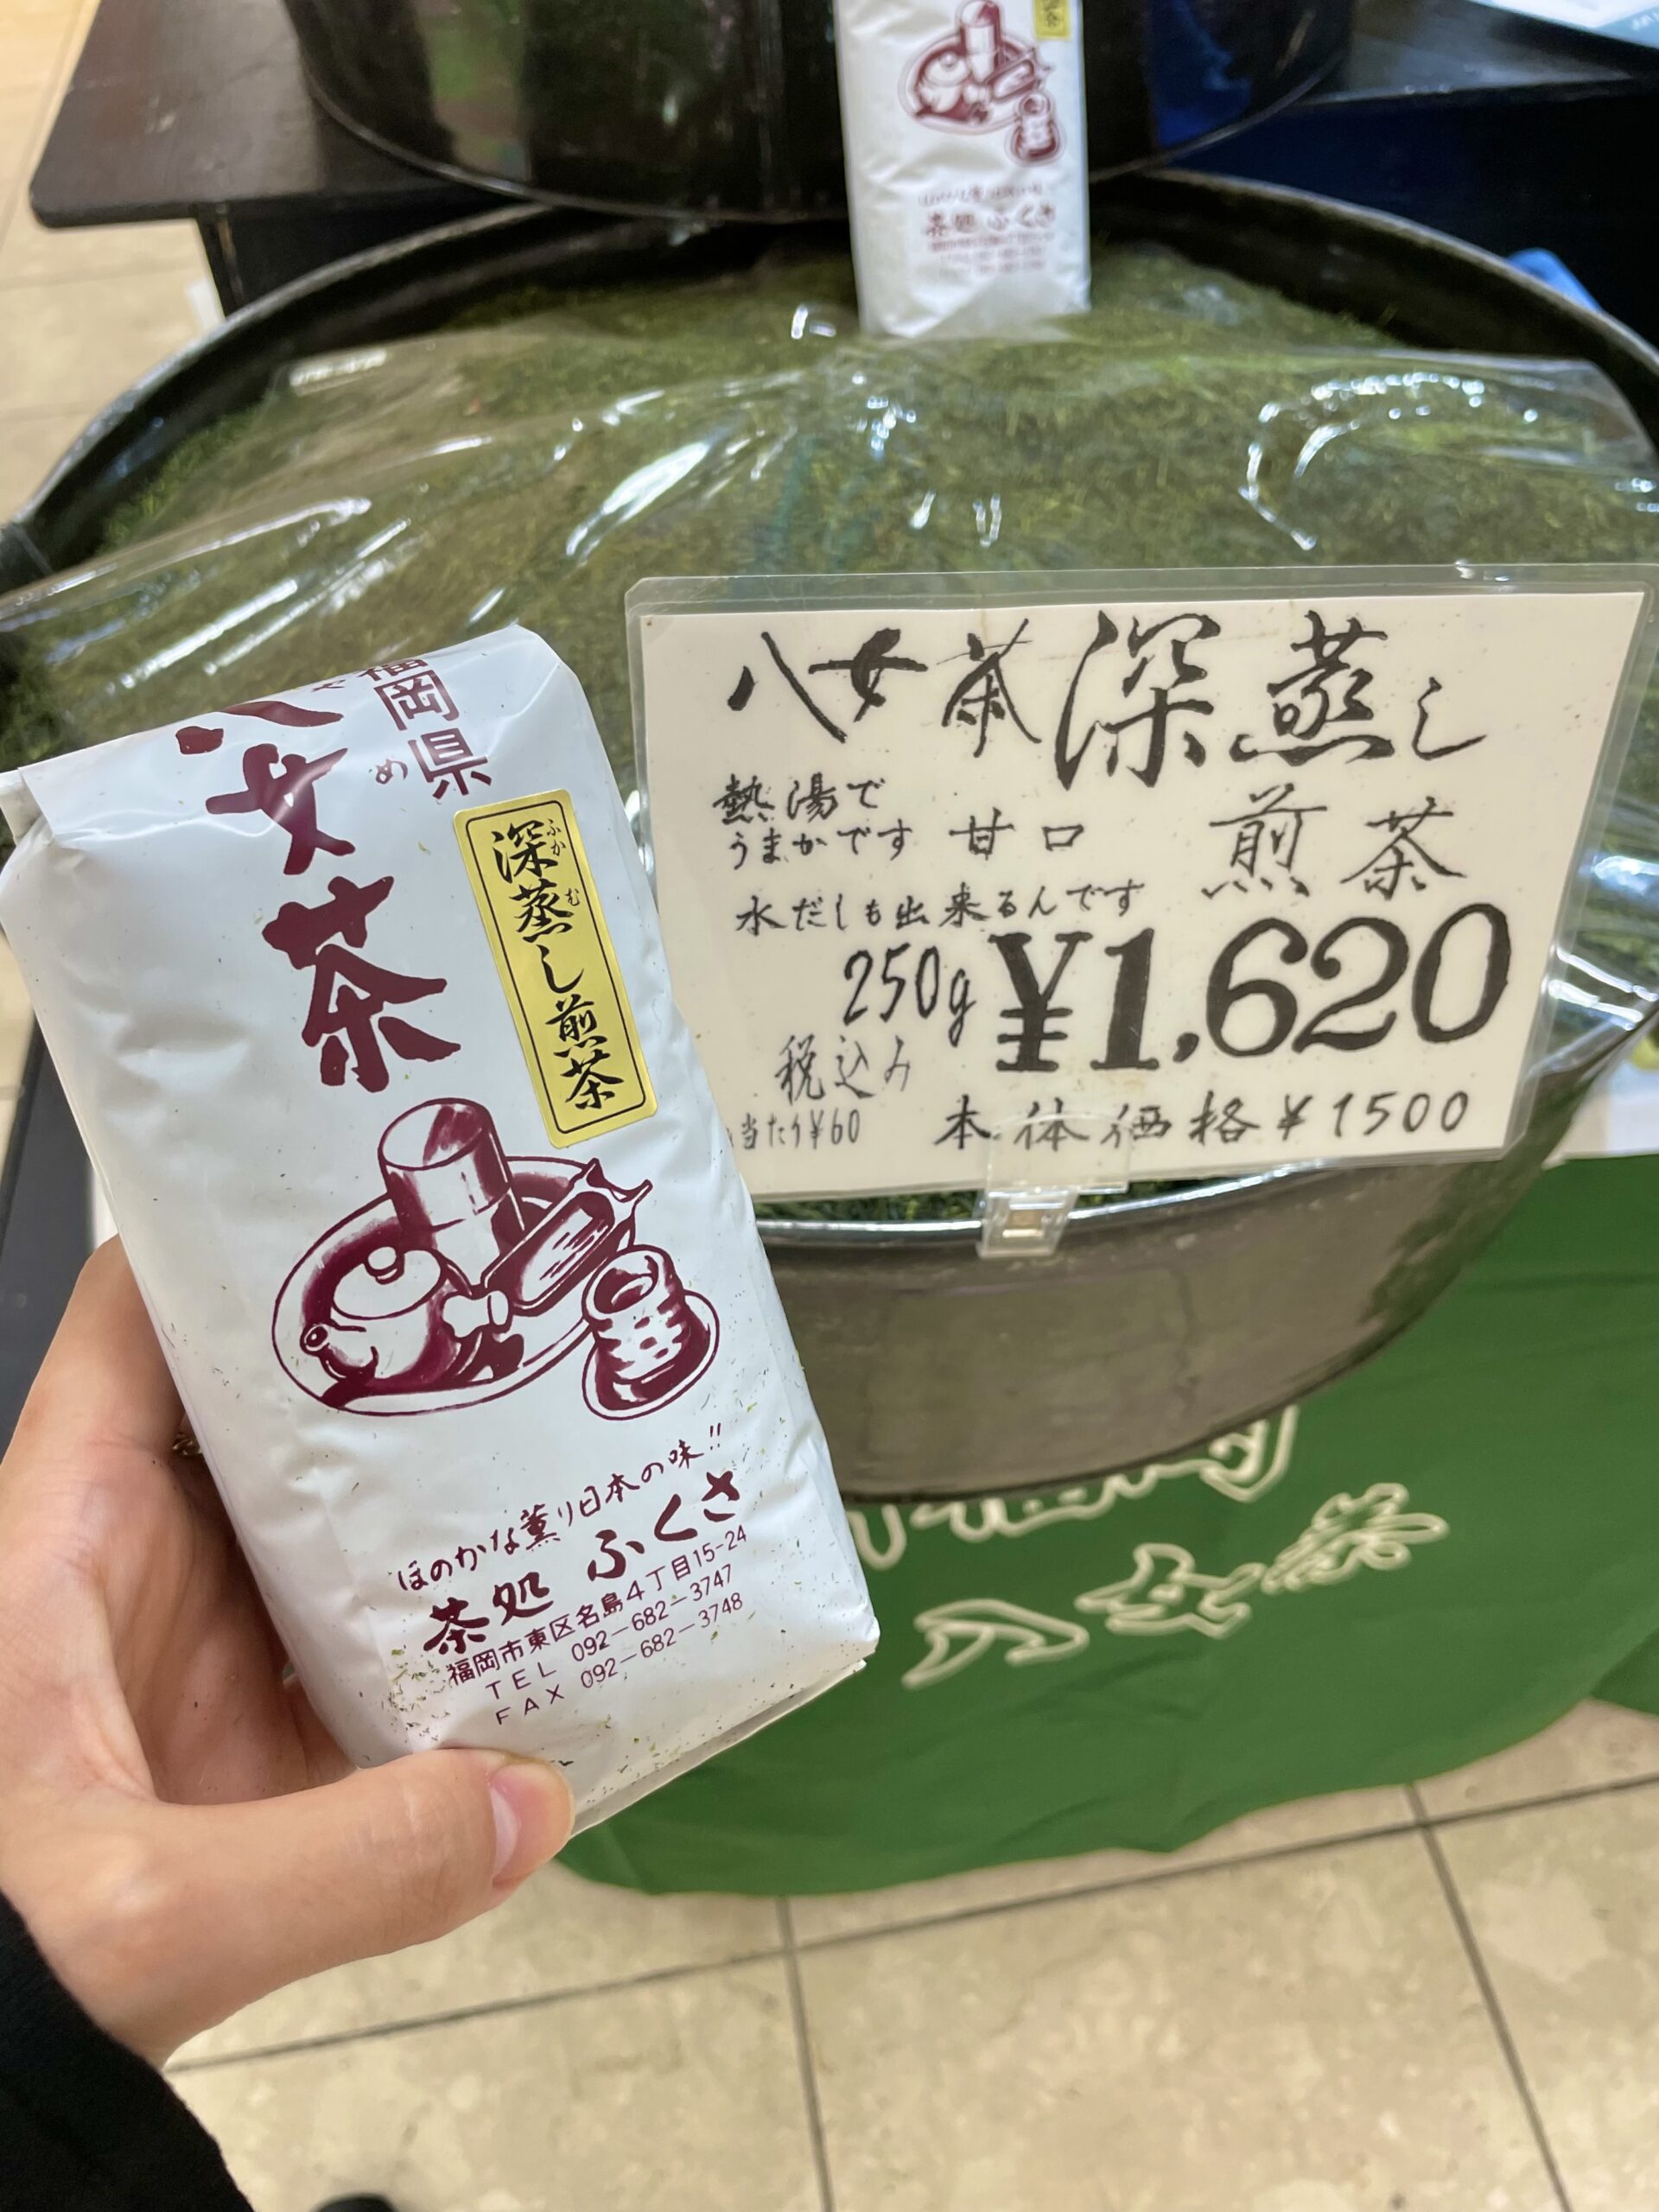 八女茶深蒸し
煎茶
熱湯で
うまかです 甘口
水だしも出来るんです
250g ¥1,620
税込み
当たり¥60 本体価格¥1500
福岡県
八女茶
や
め
深蒸し煎茶
ふか
む
ほのかな薫り日本の味!!
茶処 ふくさ
福岡市東区名島4丁目15-24
TEL 092-682-3747
FAX 092-682-3748
茶処 ふくさ
八女茶